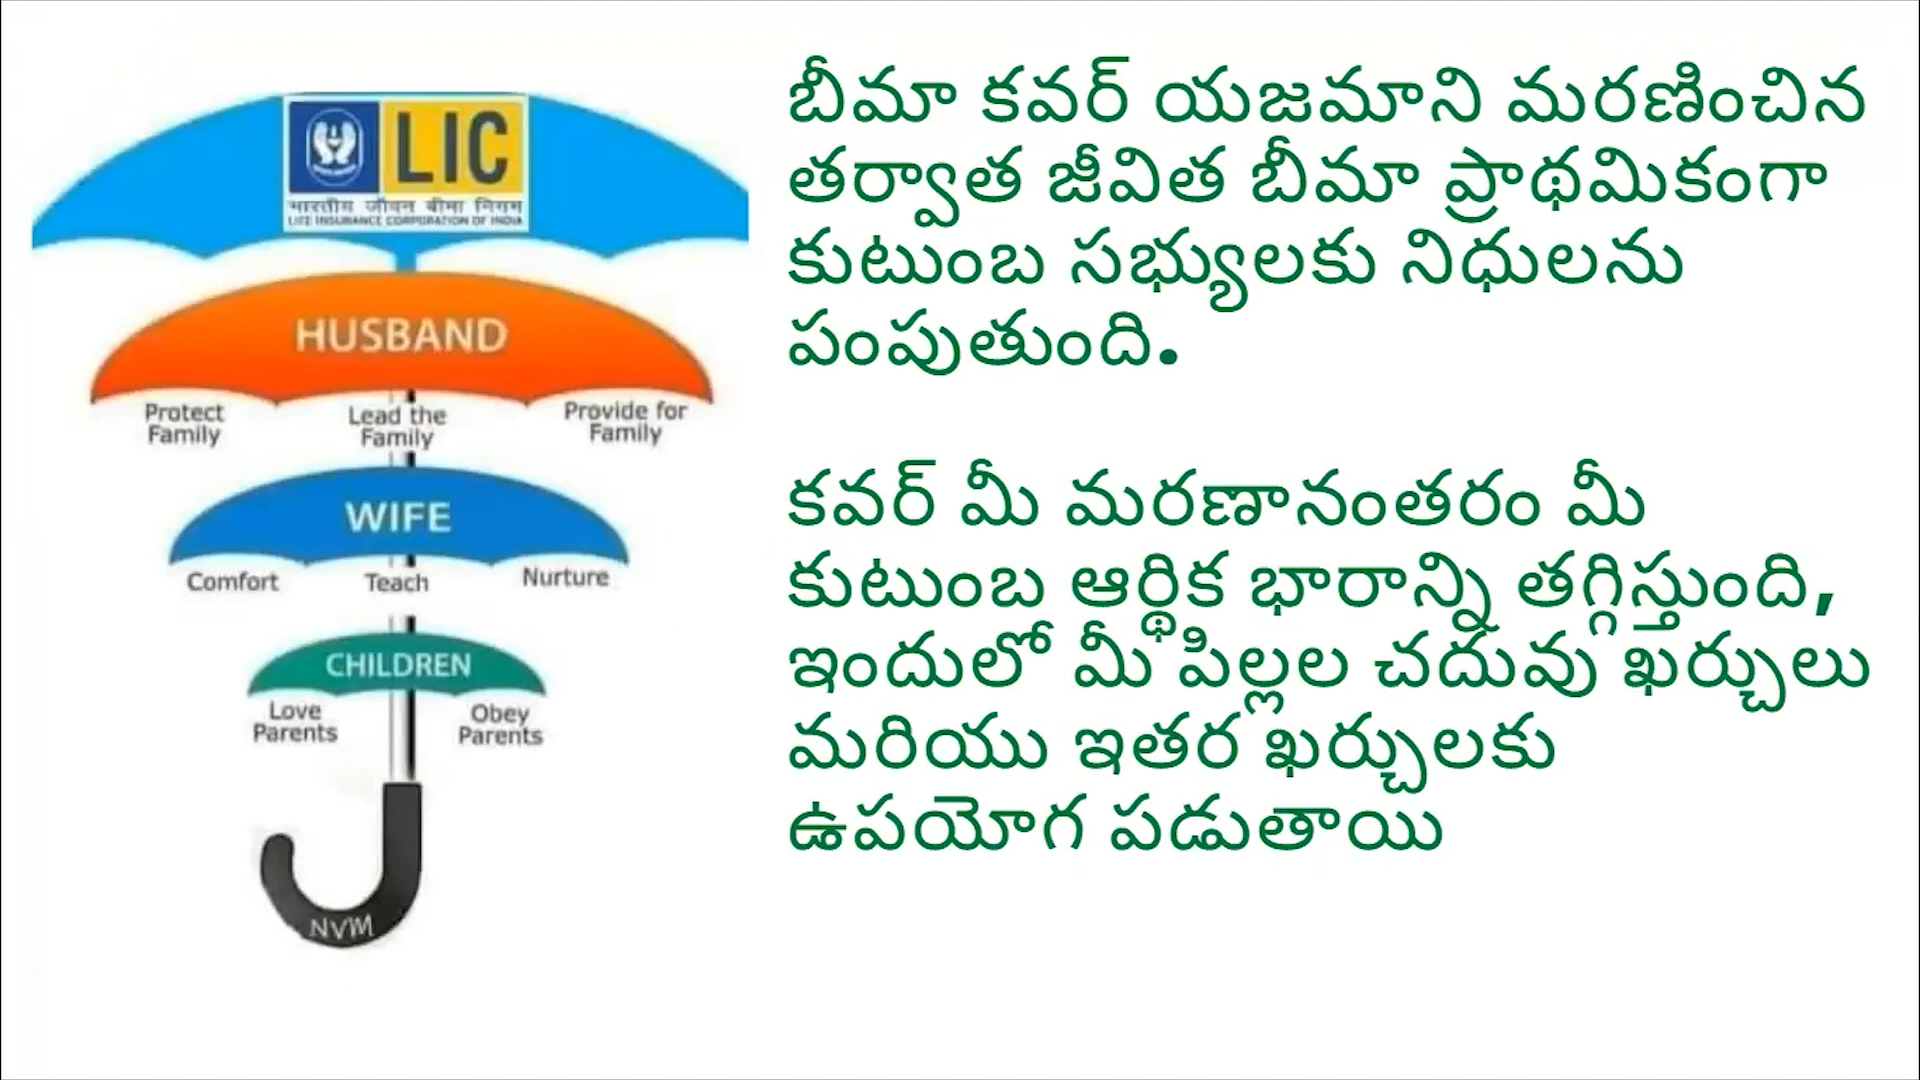 LIC
भारतीय जीवन बीमा निगम
LIFE INSURANCE CORPORATION OF INDIA
HUSBAND
Protect
Family
Lead the
Family
Provide for
Family
WIFE
Comfort
Teach
Nurture
CHILDREN
Love
Parents
Obey
Parents
NVM
బీమా కవర్ యజమాని మరణించిన
తర్వాత జీవిత బీమా ప్రాథమికంగా
కుటుంబ సభ్యులకు నిధులను
పంపుతుంది.
కవర్ మీ మరణానంతరం మీ
కుటుంబ ఆర్థిక భారాన్ని తగ్గిస్తుంది,
ఇందులో మీ పిల్లల చదువు ఖర్చులు
మరియు ఇతర ఖర్చులకు
ఉపయోగ పడుతాయి